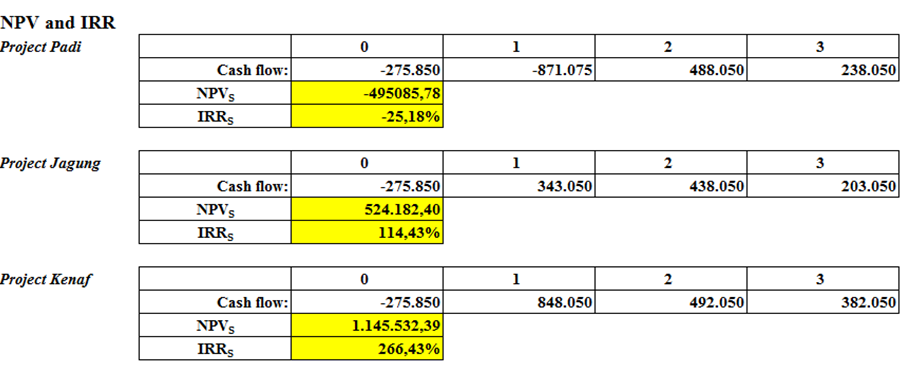 NPV and IRR
Project Padi
0 1 2 3
Cash flow: -275.850 -871.075 488.050 238.050
NPVS -495085,78
IRRS -25,18%
Project Jagung
0 1 2 3
Cash flow: -275.850 343.050 438.050 203.050
NPVS 524.182,40
IRRS 114,43%
Project Kenaf
0 1 2 3
Cash flow: -275.850 848.050 492.050 382.050
NPVS 1.145.532,39
IRRS 266,43%